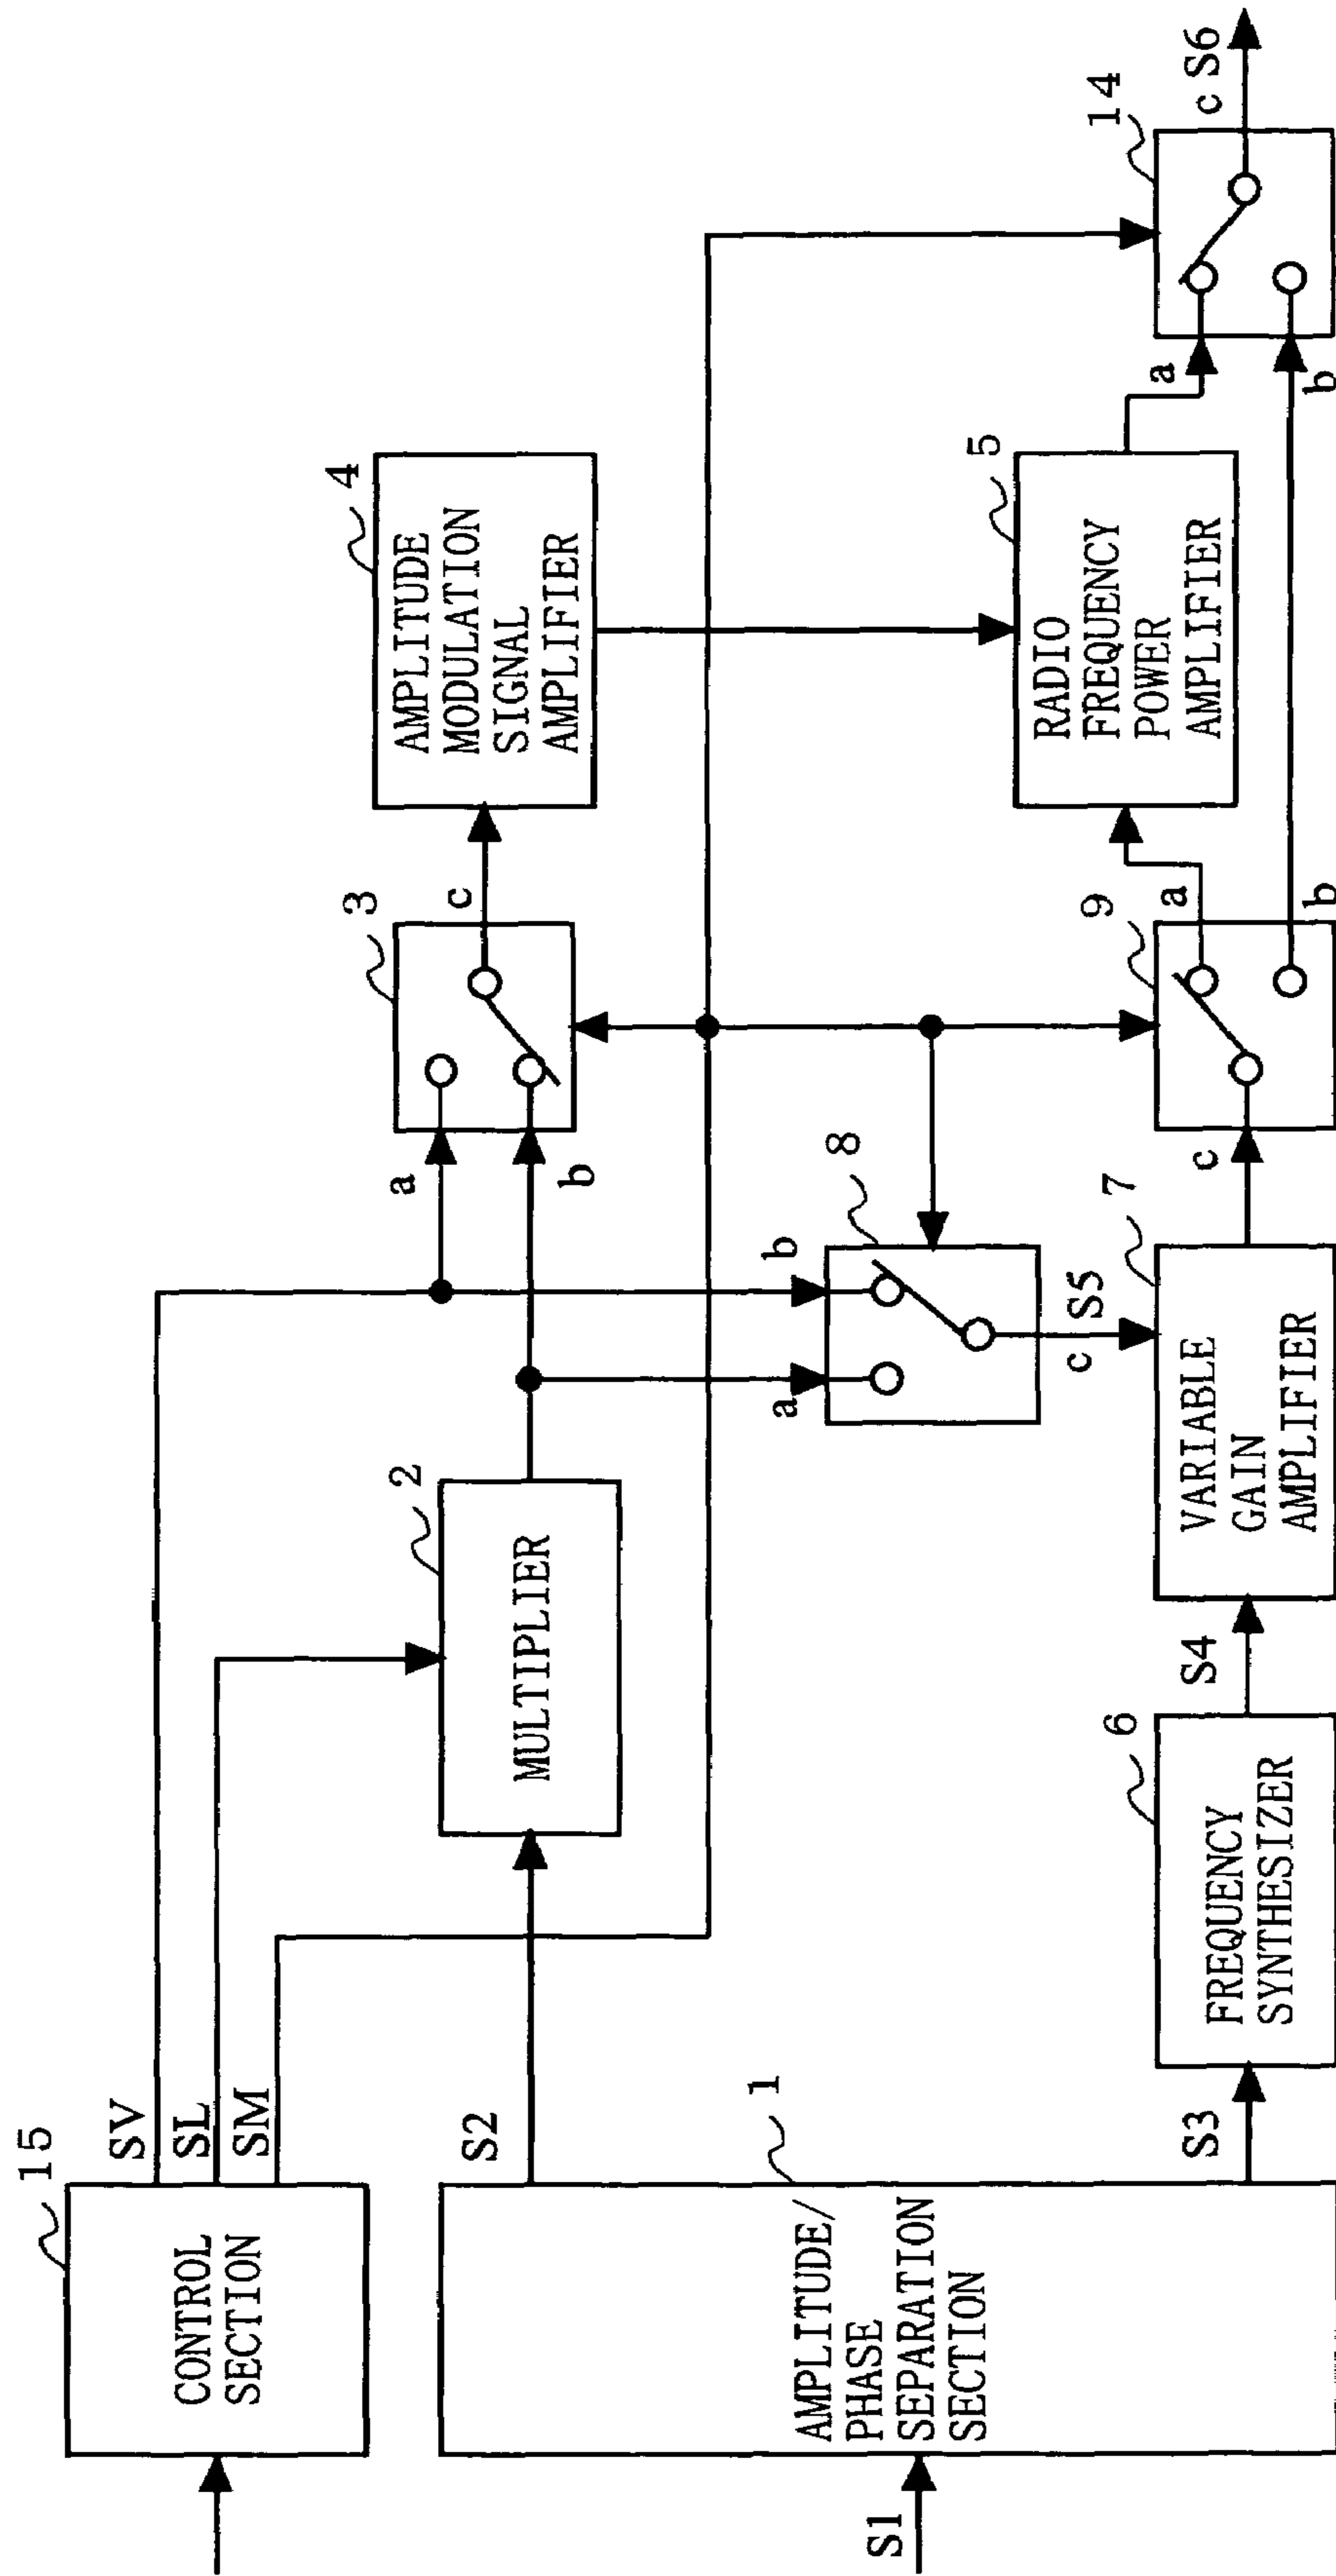 15
CONTROL
SECTION
SV
SL
SM
S1
AMPLITUDE/
PHASE
SEPARATION
SECTION
1
S2
S3
2
MULTIPLIER
6
FREQUENCY
SYNTHESIZER
S4
7
VARIABLE
GAIN
AMPLIFIER
8
a
b
c
S5
3
a
b
c
4
AMPLITUDE
MODULATION
SIGNAL
AMPLIFIER
9
c
a
b
5
RADIO
FREQUENCY
POWER
AMPLIFIER
14
a
b
c S6